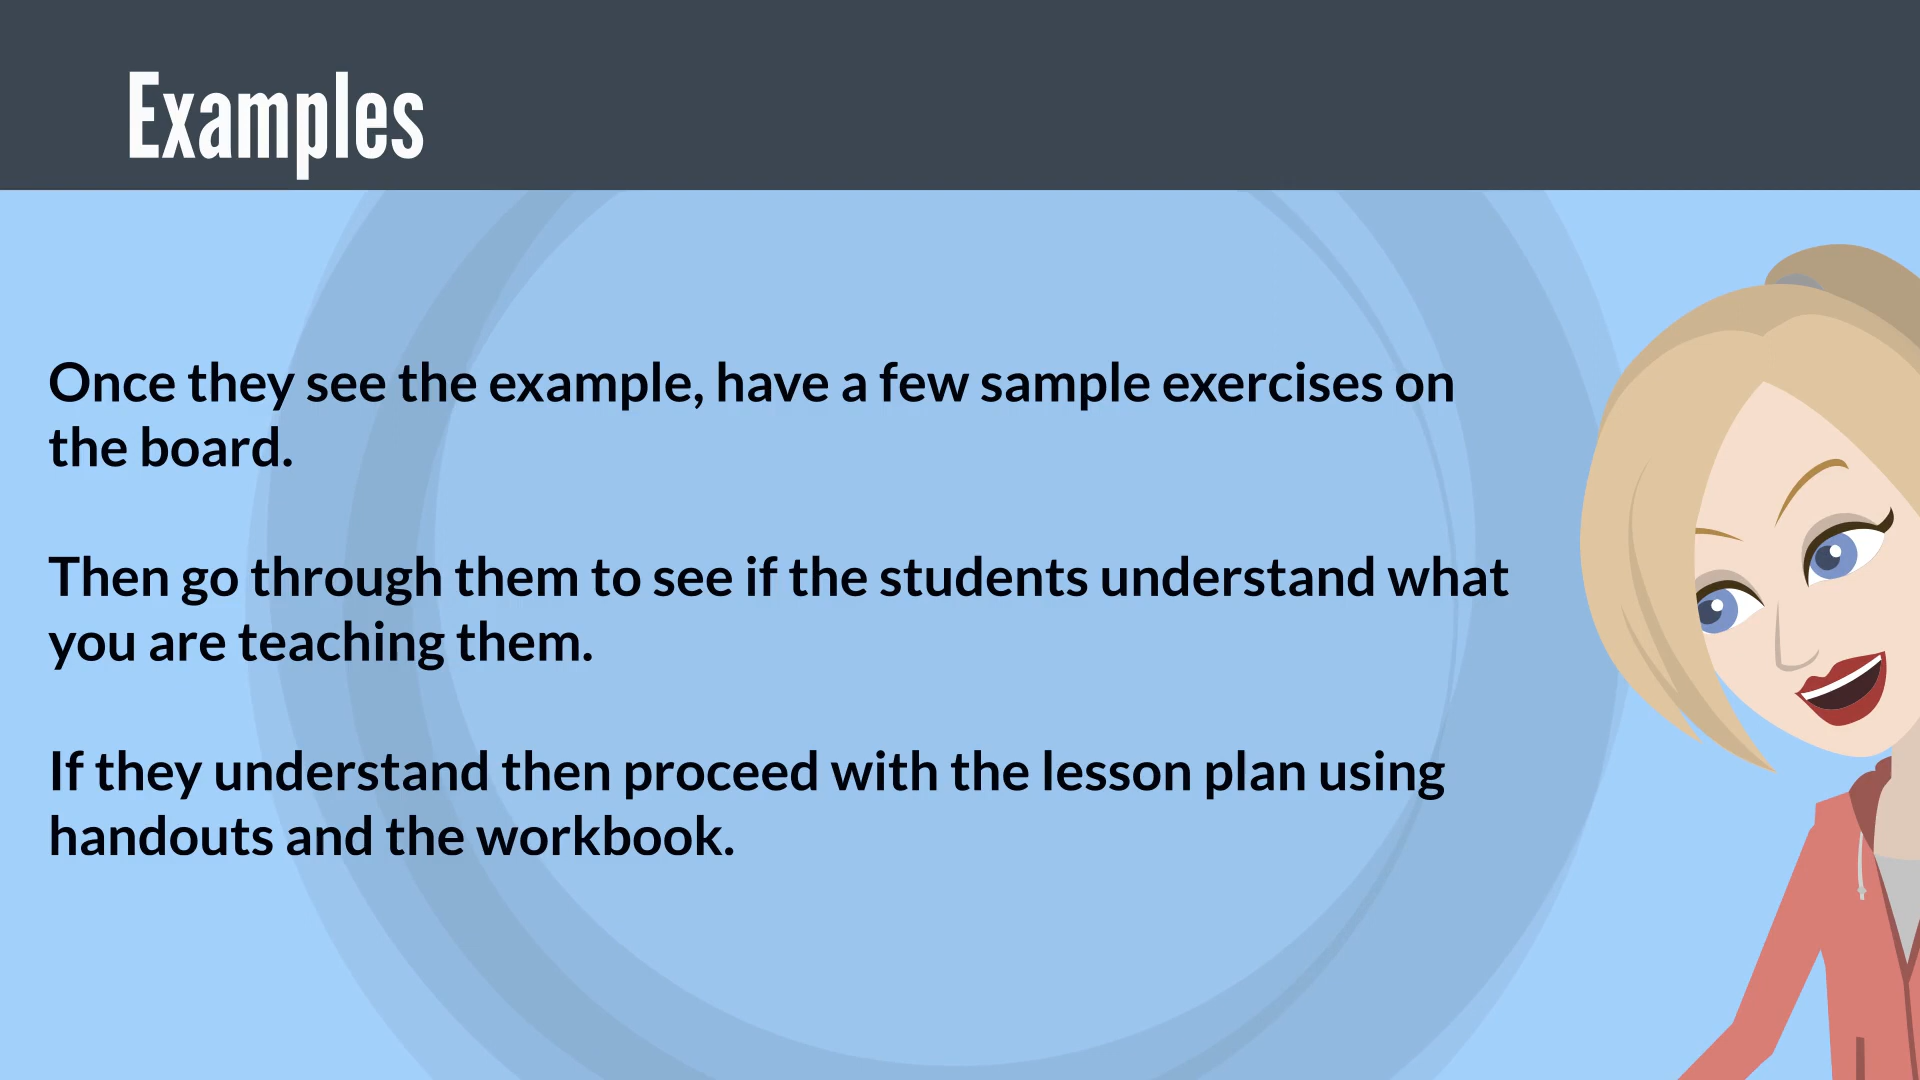 Examples
Once they see the example, have a few sample exercises on
the board.
Then go through them to see if the students understand what
you are teaching them.
If they understand then proceed with the lesson plan using
handouts and the workbook.